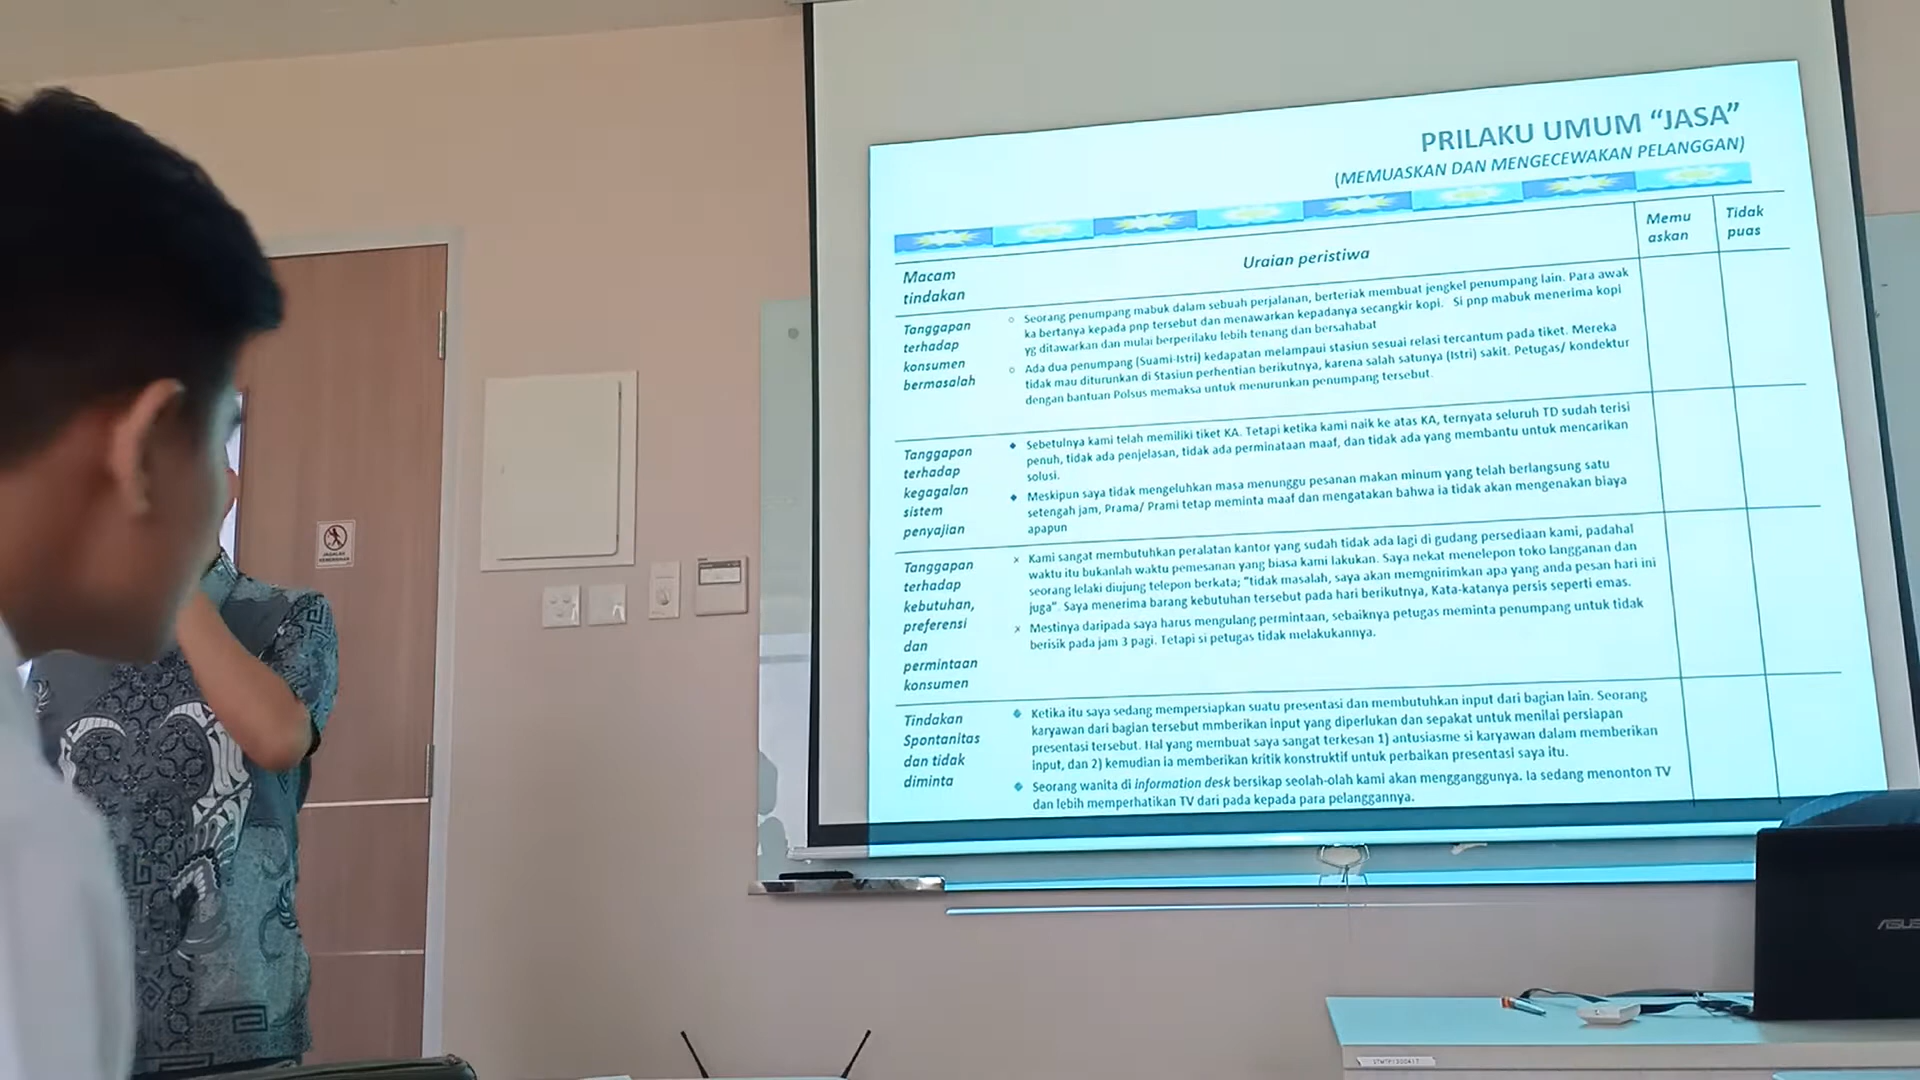 PRILAKU UMUM “JASA”
(MEMUASKAN DAN MENGECEWAKAN PELANGGAN)
Macam
tindakan
Uraian peristiwa
Memu
askan
Tidak
puas
Tanggapan
terhadap
konsumen
bermasalah
Seorang penumpang mabuk dalam sebuah perjalanan, berteriak membuat jengkel penumpang lain. Para awak
ka bertanya kepada pnp tersebut dan menawarkan kepadanya secangkir kopi. Si pnp mabuk menerima kopi
yg ditawarkan dan mulai berperilaku lebih tenang dan bersahabat
Ada dua penumpang (Suami-Istri) kedapatan melampaui stasiun sesuai relasi tercantum pada tiket. Mereka
tidak mau diturunkan di Stasiun perhentian berikutnya, karena salah satunya (Istri) sakit. Petugas/ kondektur
dengan bantuan Polsus memaksa untuk menurunkan penumpang tersebut.
Tanggapan
terhadap
kegagalan
sistem
penyajian
Sebetulnya kami telah memiliki tiket KA. Tetapi ketika kami naik ke atas KA, ternyata seluruh TD sudah terisi
penuh, tidak ada penjelasan, tidak ada perminataan maaf, dan tidak ada yang membantu untuk mencarikan
solusi.
Meskipun saya tidak mengeluhkan masa menunggu pesanan makan minum yang telah berlangsung satu
setengah jam, Prama/ Prami tetap meminta maaf dan mengatakan bahwa ia tidak akan mengenakan biaya
apapun
Tanggapan
terhadap
kebutuhan,
preferensi
dan
permintaan
konsumen
Kami sangat membutuhkan peralatan kantor yang sudah tidak ada lagi di gudang persediaan kami, padahal
waktu itu bukanlah waktu pemesanan yang biasa kami lakukan. Saya nekat menelepon toko langganan dan
seorang lelaki diujung telepon berkata; “tidak masalah, saya akan memgnirimkan apa yang anda pesan hari ini
juga”. Saya menerima barang kebutuhan tersebut pada hari berikutnya, Kata-katanya persis seperti emas.
Mestinya daripada saya harus mengulang permintaan, sebaiknya petugas meminta penumpang untuk tidak
berisik pada jam 3 pagi. Tetapi si petugas tidak melakukannya.
Tindakan
Spontanitas
dan tidak
diminta
Ketika itu saya sedang mempersiapkan suatu presentasi dan membutuhkan input dari bagian lain. Seorang
karyawan dari bagian tersebut mmberikan input yang diperlukan dan sepakat untuk menilai persiapan
presentasi tersebut. Hal yang membuat saya sangat terkesan 1) antusiasme si karyawan dalam memberikan
input, dan 2) kemudian ia memberikan kritik konstruktif untuk perbaikan presentasi saya itu.
Seorang wanita di information desk bersikap seolah-olah kami akan mengganggunya. Ia sedang menonton TV
dan lebih memperhatikan TV dari pada kepada para pelanggannya.
JAGALAH
KEBERSIHAN
ASUS